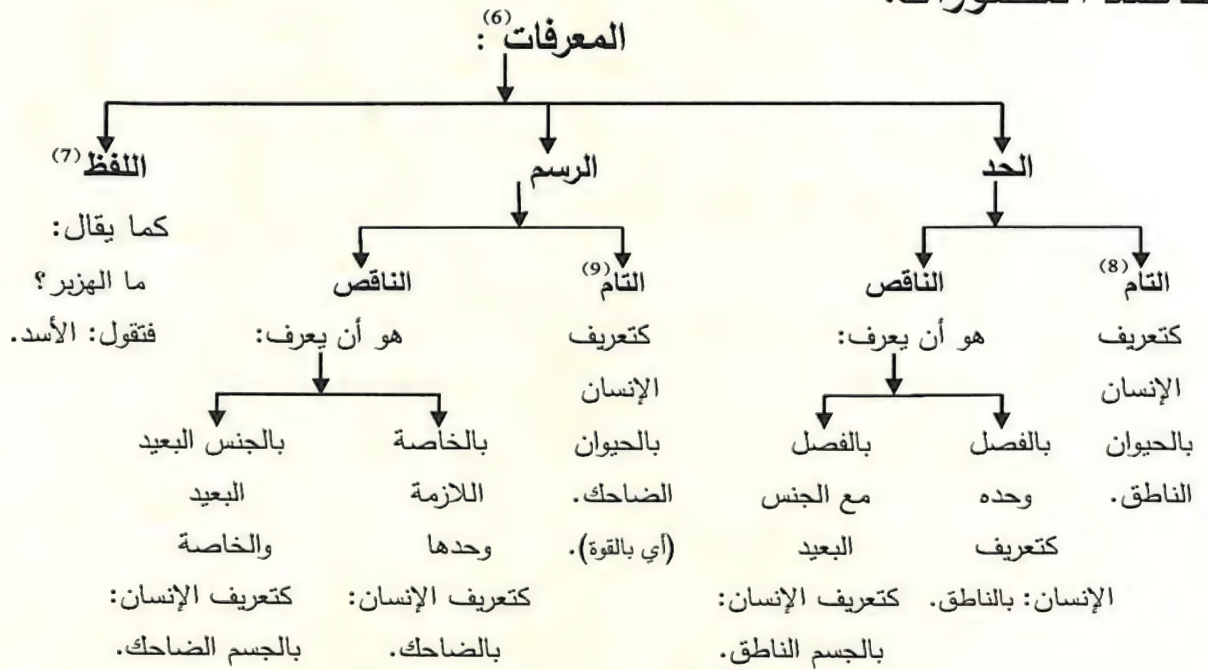 المعرفات(6):
الحد
التام(8)
كتعريف
الإنسان
بالحيوان
الناطق.
الناقص
هو أن يعرف:
بالفصل
وحده
كتعريف
الإنسان: بالناطق.
بالفصل
مع الجنس
البعيد
كتعريف الإنسان:
بالجسم الناطق.
الرسم
التام(9)
كتعريف
الإنسان
بالحيوان
الضاحك.
(أي بالقوة).
الناقص
هو أن يعرف:
بالخاصة
اللازمة
وحدها
كتعريف الإنسان:
بالضاحك.
بالجنس البعيد
البعيد
والخاصة
كتعريف الإنسان:
بالجسم الضاحك.
اللفظ(7)
كما يقال:
ما الهزبر؟
فتقول: الأسد.